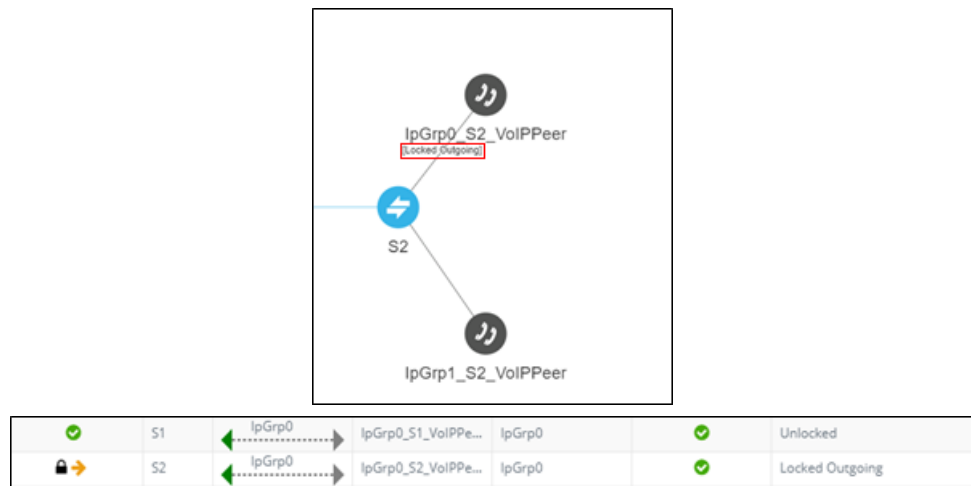 IpGrp0_S2_VoIPPeer
[Locked Outgoing]
S2
IpGrp1_S2_VoIPPeer
S1 IpGrp0 IpGrp0_S1_VoIPPe... IpGrp0 Unlocked
S2 IpGrp0 IpGrp0_S2_VoIPPe... IpGrp0 Locked Outgoing